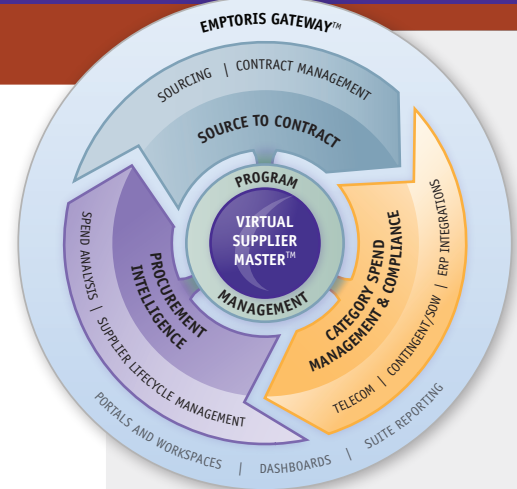 EMPTORIS GATEWAY™
SOURCING | CONTRACT MANAGEMENT
SOURCE TO CONTRACT
PROGRAM
MANAGEMENT
VIRTUAL
SUPPLIER
MASTER™
CATEGORY SPEND
MANAGEMENT & COMPLIANCE
TELECOM | CONTINGENT/SOW | ERP INTEGRATIONS
PROCUREMENT
INTELLIGENCE
SPEND ANALYSIS | SUPPLIER LIFECYCLE MANAGEMENT
PORTALS AND WORKSPACES | DASHBOARDS | SUITE REPORTING